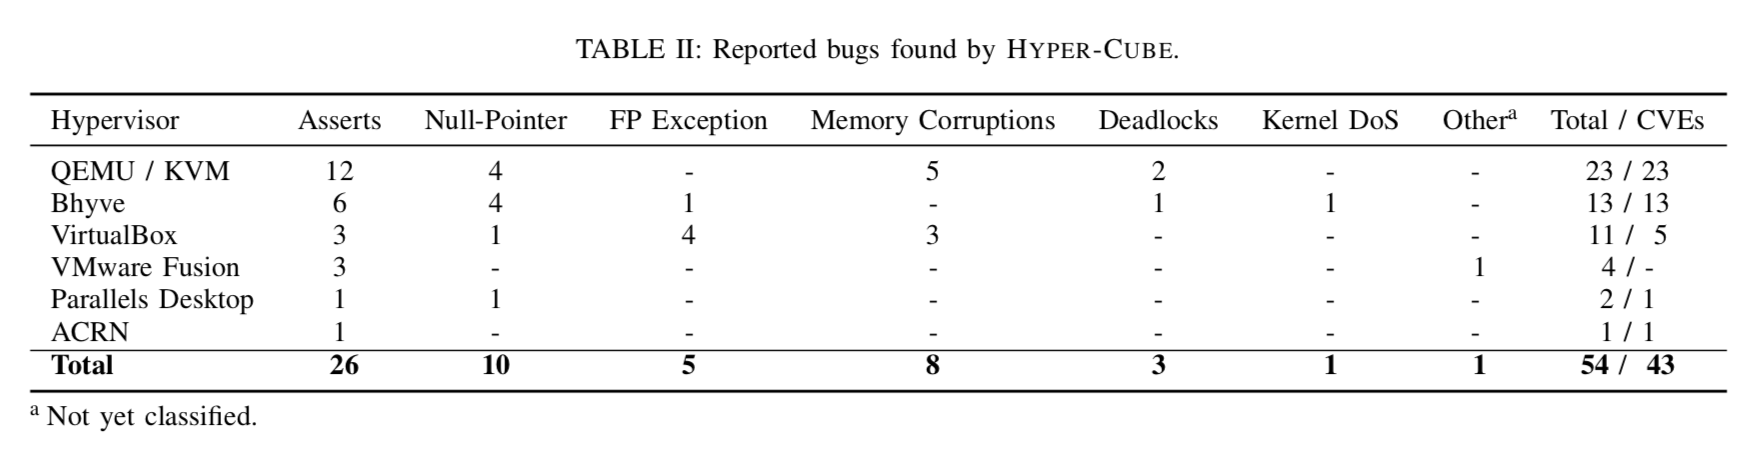 TABLE II: Reported bugs found by HYPER-CUBE.
Hypervisor Asserts Null-Pointer FP Exception Memory Corruptions Deadlocks Kernel DoS Other^a Total / CVEs
QEMU / KVM 12 4 - 5 2 - - 23 / 23
Bhyve 6 4 1 - 1 1 - 13 / 13
VirtualBox 3 1 4 3 - - - 11 / 5
VMware Fusion 3 - - - - - 1 4 / -
Parallels Desktop 1 1 - - - - - 2 / 1
ACRN 1 - - - - - - 1 / 1
Total 26 10 5 8 3 1 1 54 / 43
^a Not yet classified.